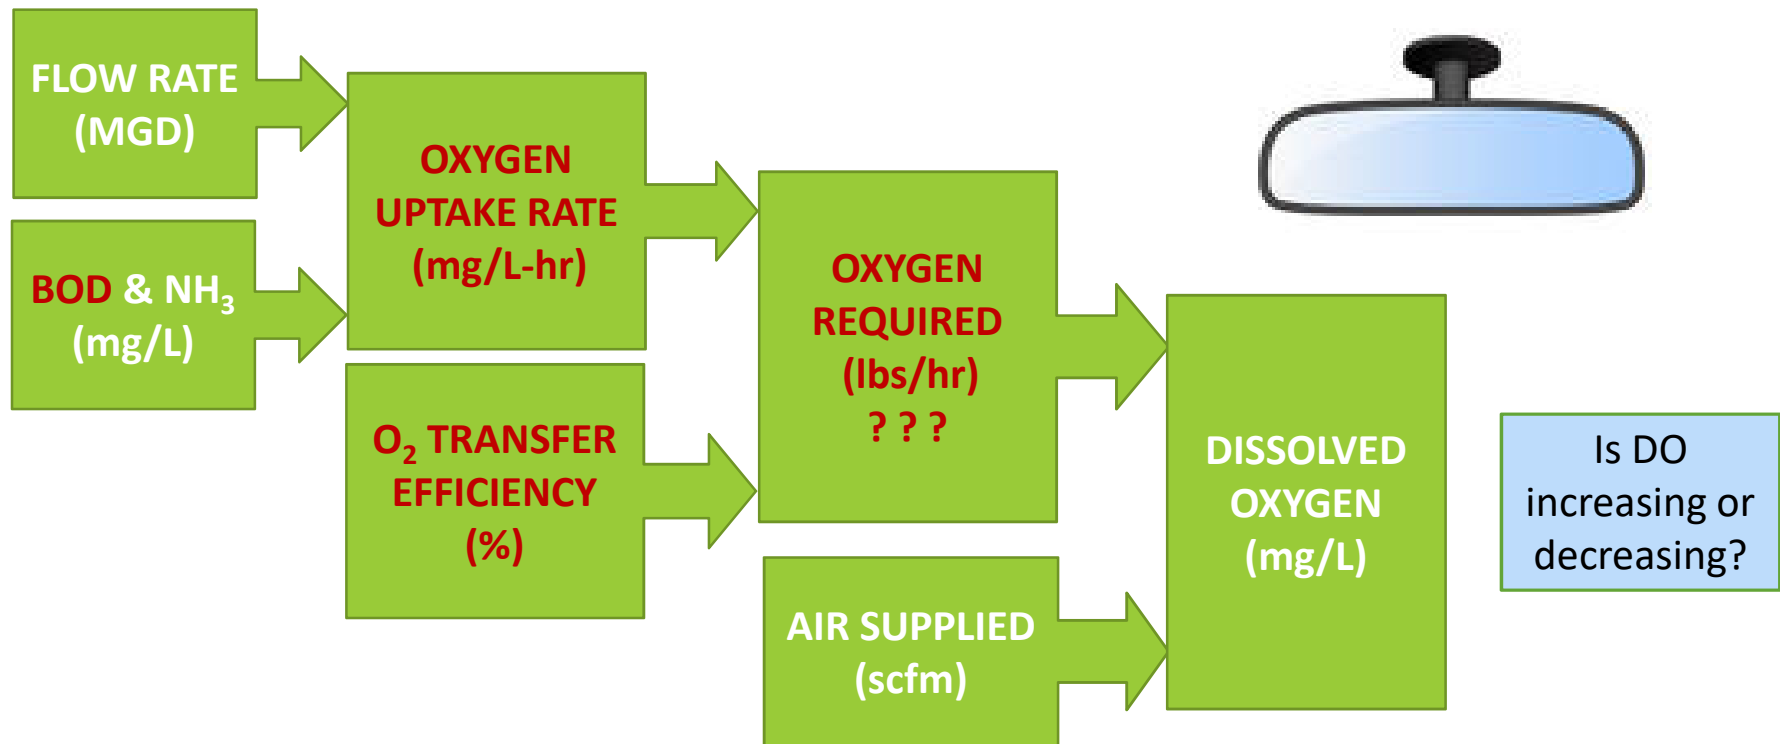 FLOW RATE
(MGD)
BOD & NH₃
(mg/L)
OXYGEN
UPTAKE RATE
(mg/L-hr)
O₂ TRANSFER
EFFICIENCY
(%)
OXYGEN
REQUIRED
(lbs/hr)
? ? ?
AIR SUPPLIED
(scfm)
DISSOLVED
OXYGEN
(mg/L)
Is DO
increasing or
decreasing?